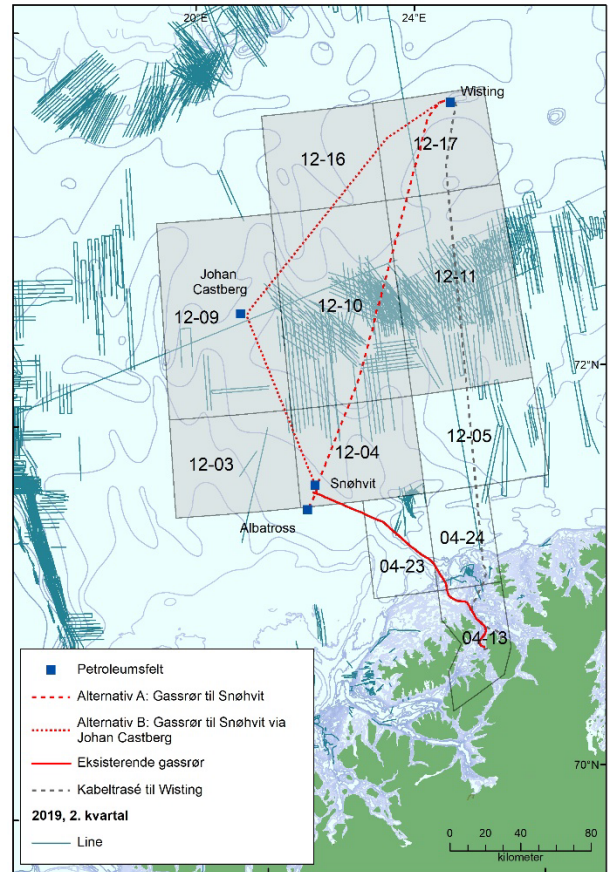 20°E
24°E
Wisting
12-16
12-17
Johan
Castberg
12-09
12-10
12-11
72°N
12-05
12-03
12-04
Snøhvit
Albatross
04-24
04-23
04-13
Petroleumsfelt
Alternativ A: Gassrør til Snøhvit
Alternativ B: Gassrør til Snøhvit via
Johan Castberg
Eksisterende gassrør
Kabeltrasé til Wisting
2019, 2. kvartal
Line
70°N
0 20 40 80
kilometer